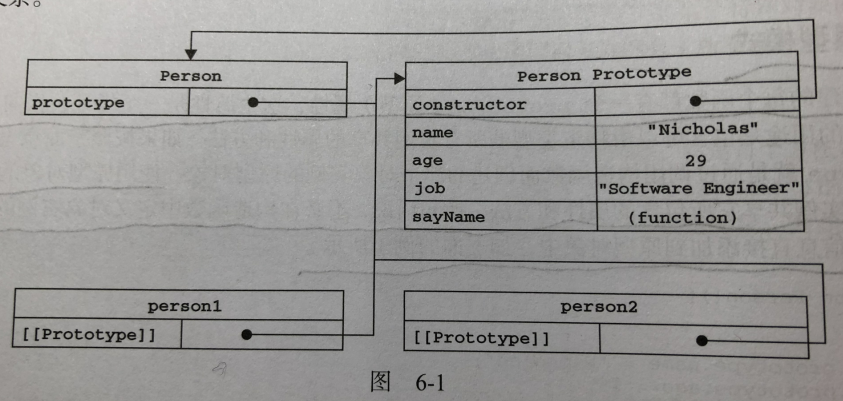 Person
prototype
Person Prototype
constructor
name "Nicholas"
age 29
job "Software Engineer"
sayName (function)
person1
[[Prototype]]
person2
[[Prototype]]
图 6-1